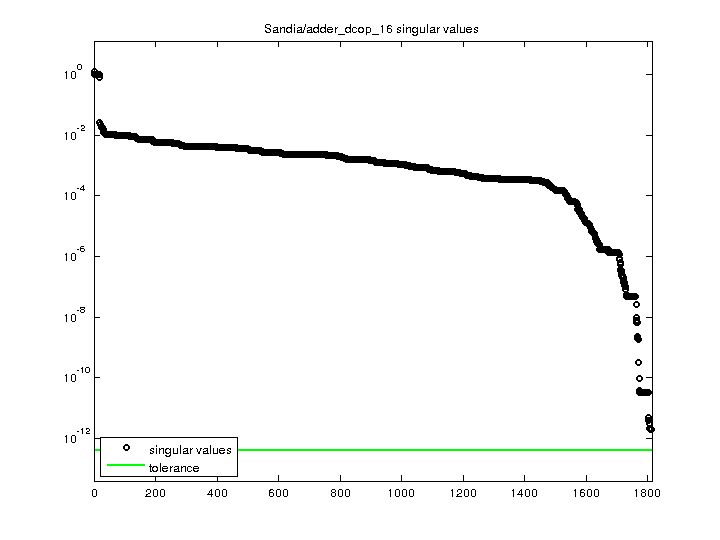 Sandia/adder_dcop_16 singular values
10^0
10^-2
10^-4
10^-6
10^-8
10^-10
10^-12
singular values
tolerance
0 200 400 600 800 1000 1200 1400 1600 1800